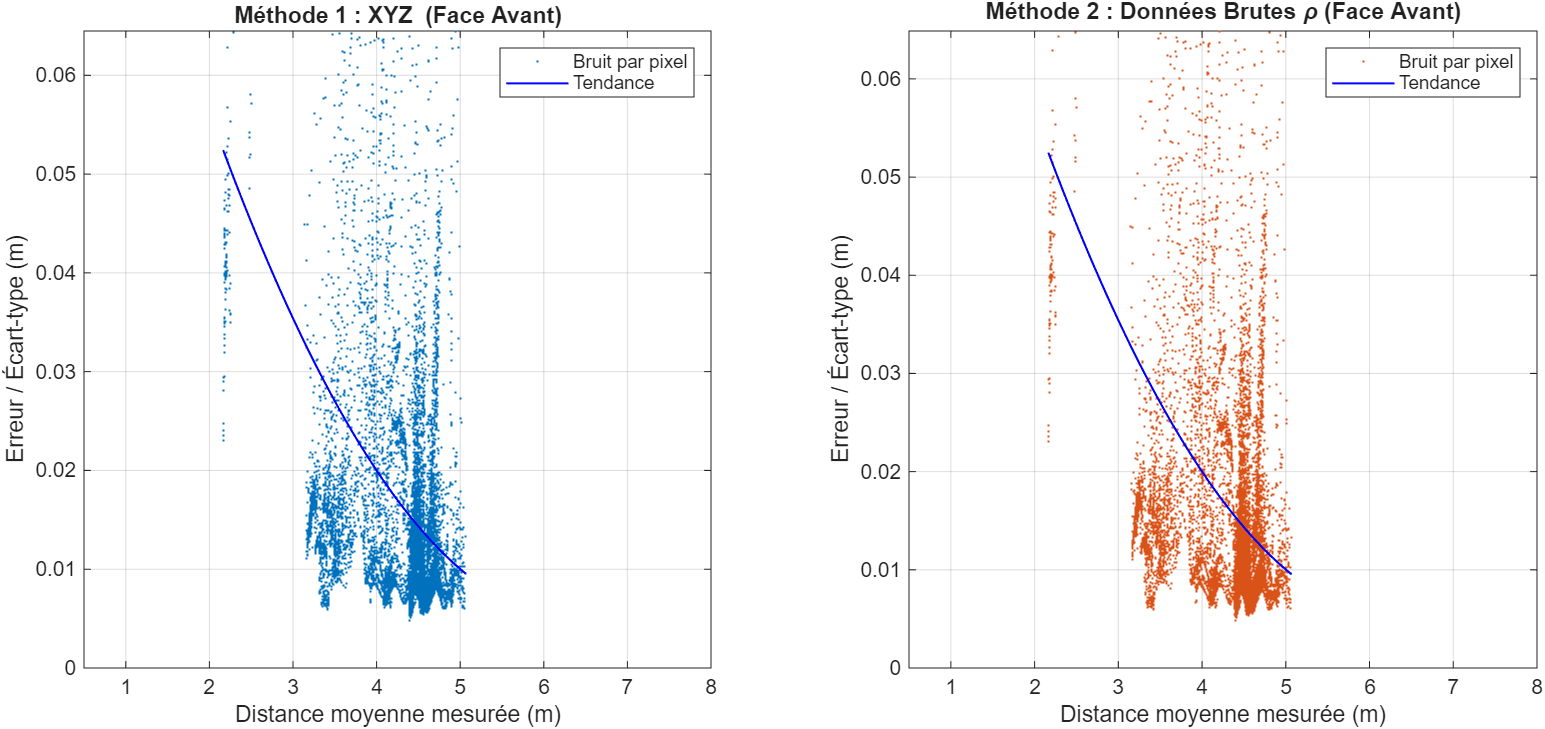 Méthode 1 : XYZ (Face Avant)
Bruit par pixel
Tendance
Erreur / Écart-type (m)
0.06
0.05
0.04
0.03
0.02
0.01
0
1 2 3 4 5 6 7 8
Distance moyenne mesurée (m)
Méthode 2 : Données Brutes ρ (Face Avant)
Bruit par pixel
Tendance
Erreur / Écart-type (m)
0.06
0.05
0.04
0.03
0.02
0.01
0
1 2 3 4 5 6 7 8
Distance moyenne mesurée (m)